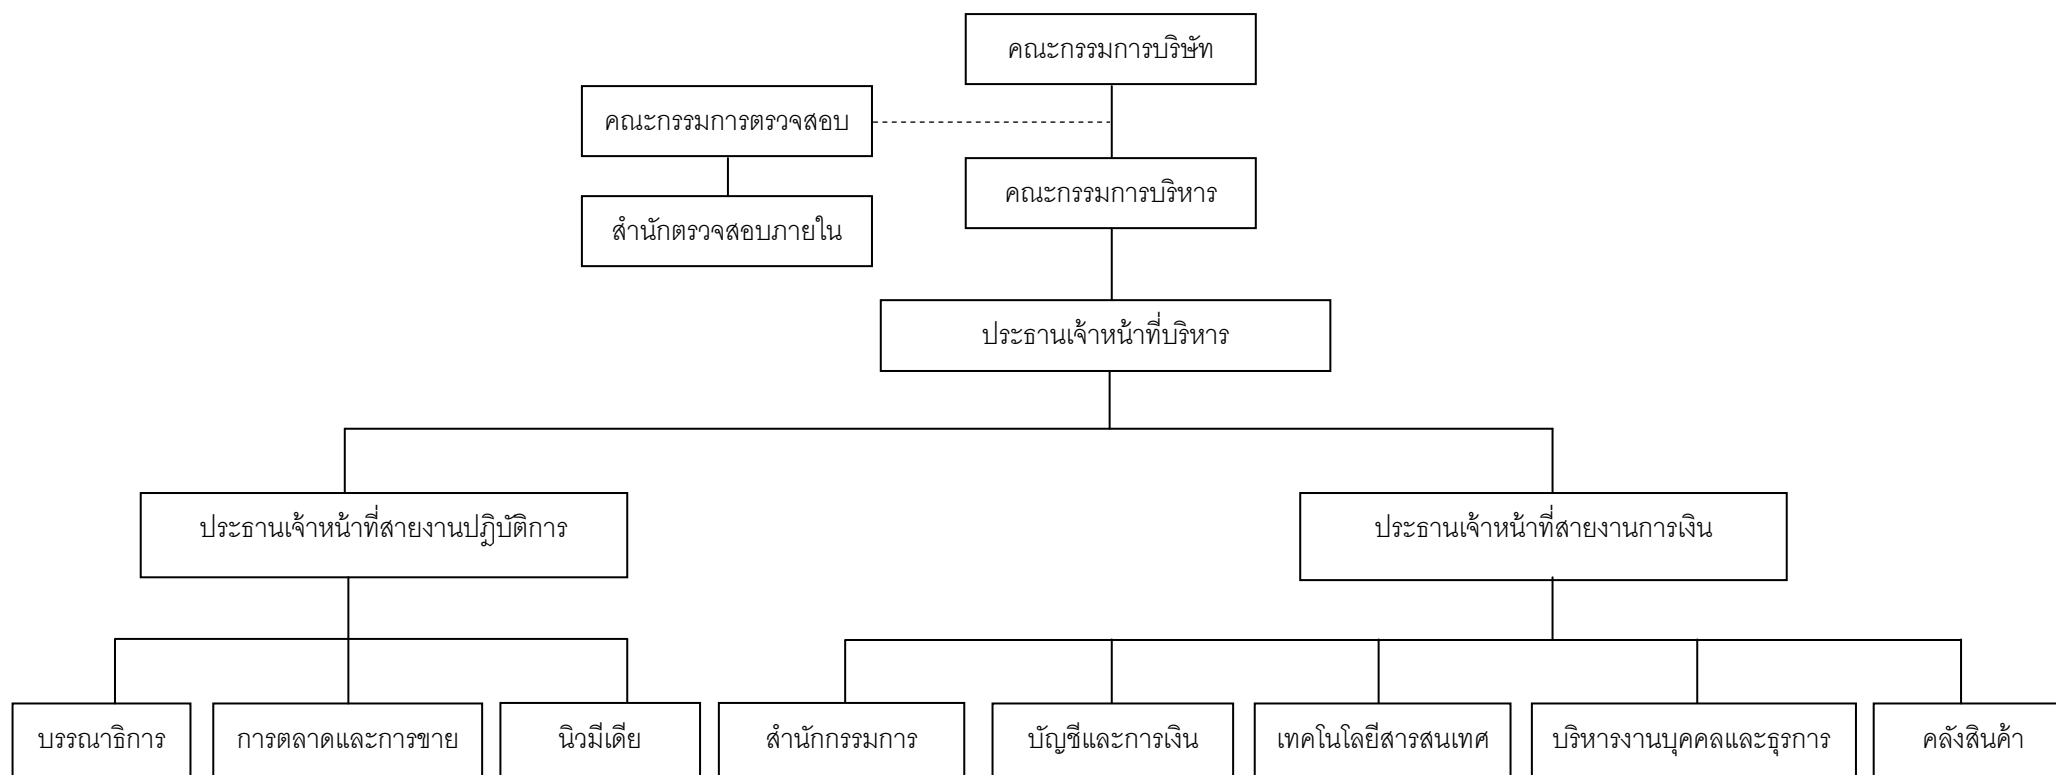 คณะกรรมการบริษัท
คณะกรรมการตรวจสอบ
คณะกรรมการบริหาร
สำนักตรวจสอบภายใน
ประธานเจ้าหน้าที่บริหาร
ประธานเจ้าหน้าที่สายงานปฎิบัติการ
ประธานเจ้าหน้าที่สายงานการเงิน
บรรณาธิการ
การตลาดและการขาย
นิวมีเดีย
สำนักกรรมการ
บัญชีและการเงิน
เทคโนโลยีสารสนเทศ
บริหารงานบุคคลและธุรการ
คลังสินค้า